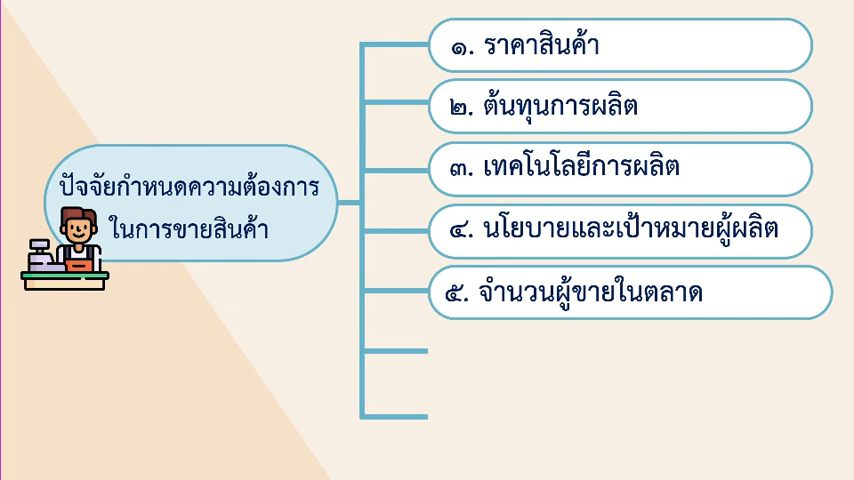 ปัจจัยกำหนดความต้องการ
ในการขายสินค้า
๑. ราคาสินค้า
๒. ต้นทุนการผลิต
๓. เทคโนโลยีการผลิต
๔. นโยบายและเป้าหมายผู้ผลิต
๕. จำนวนผู้ขายในตลาด